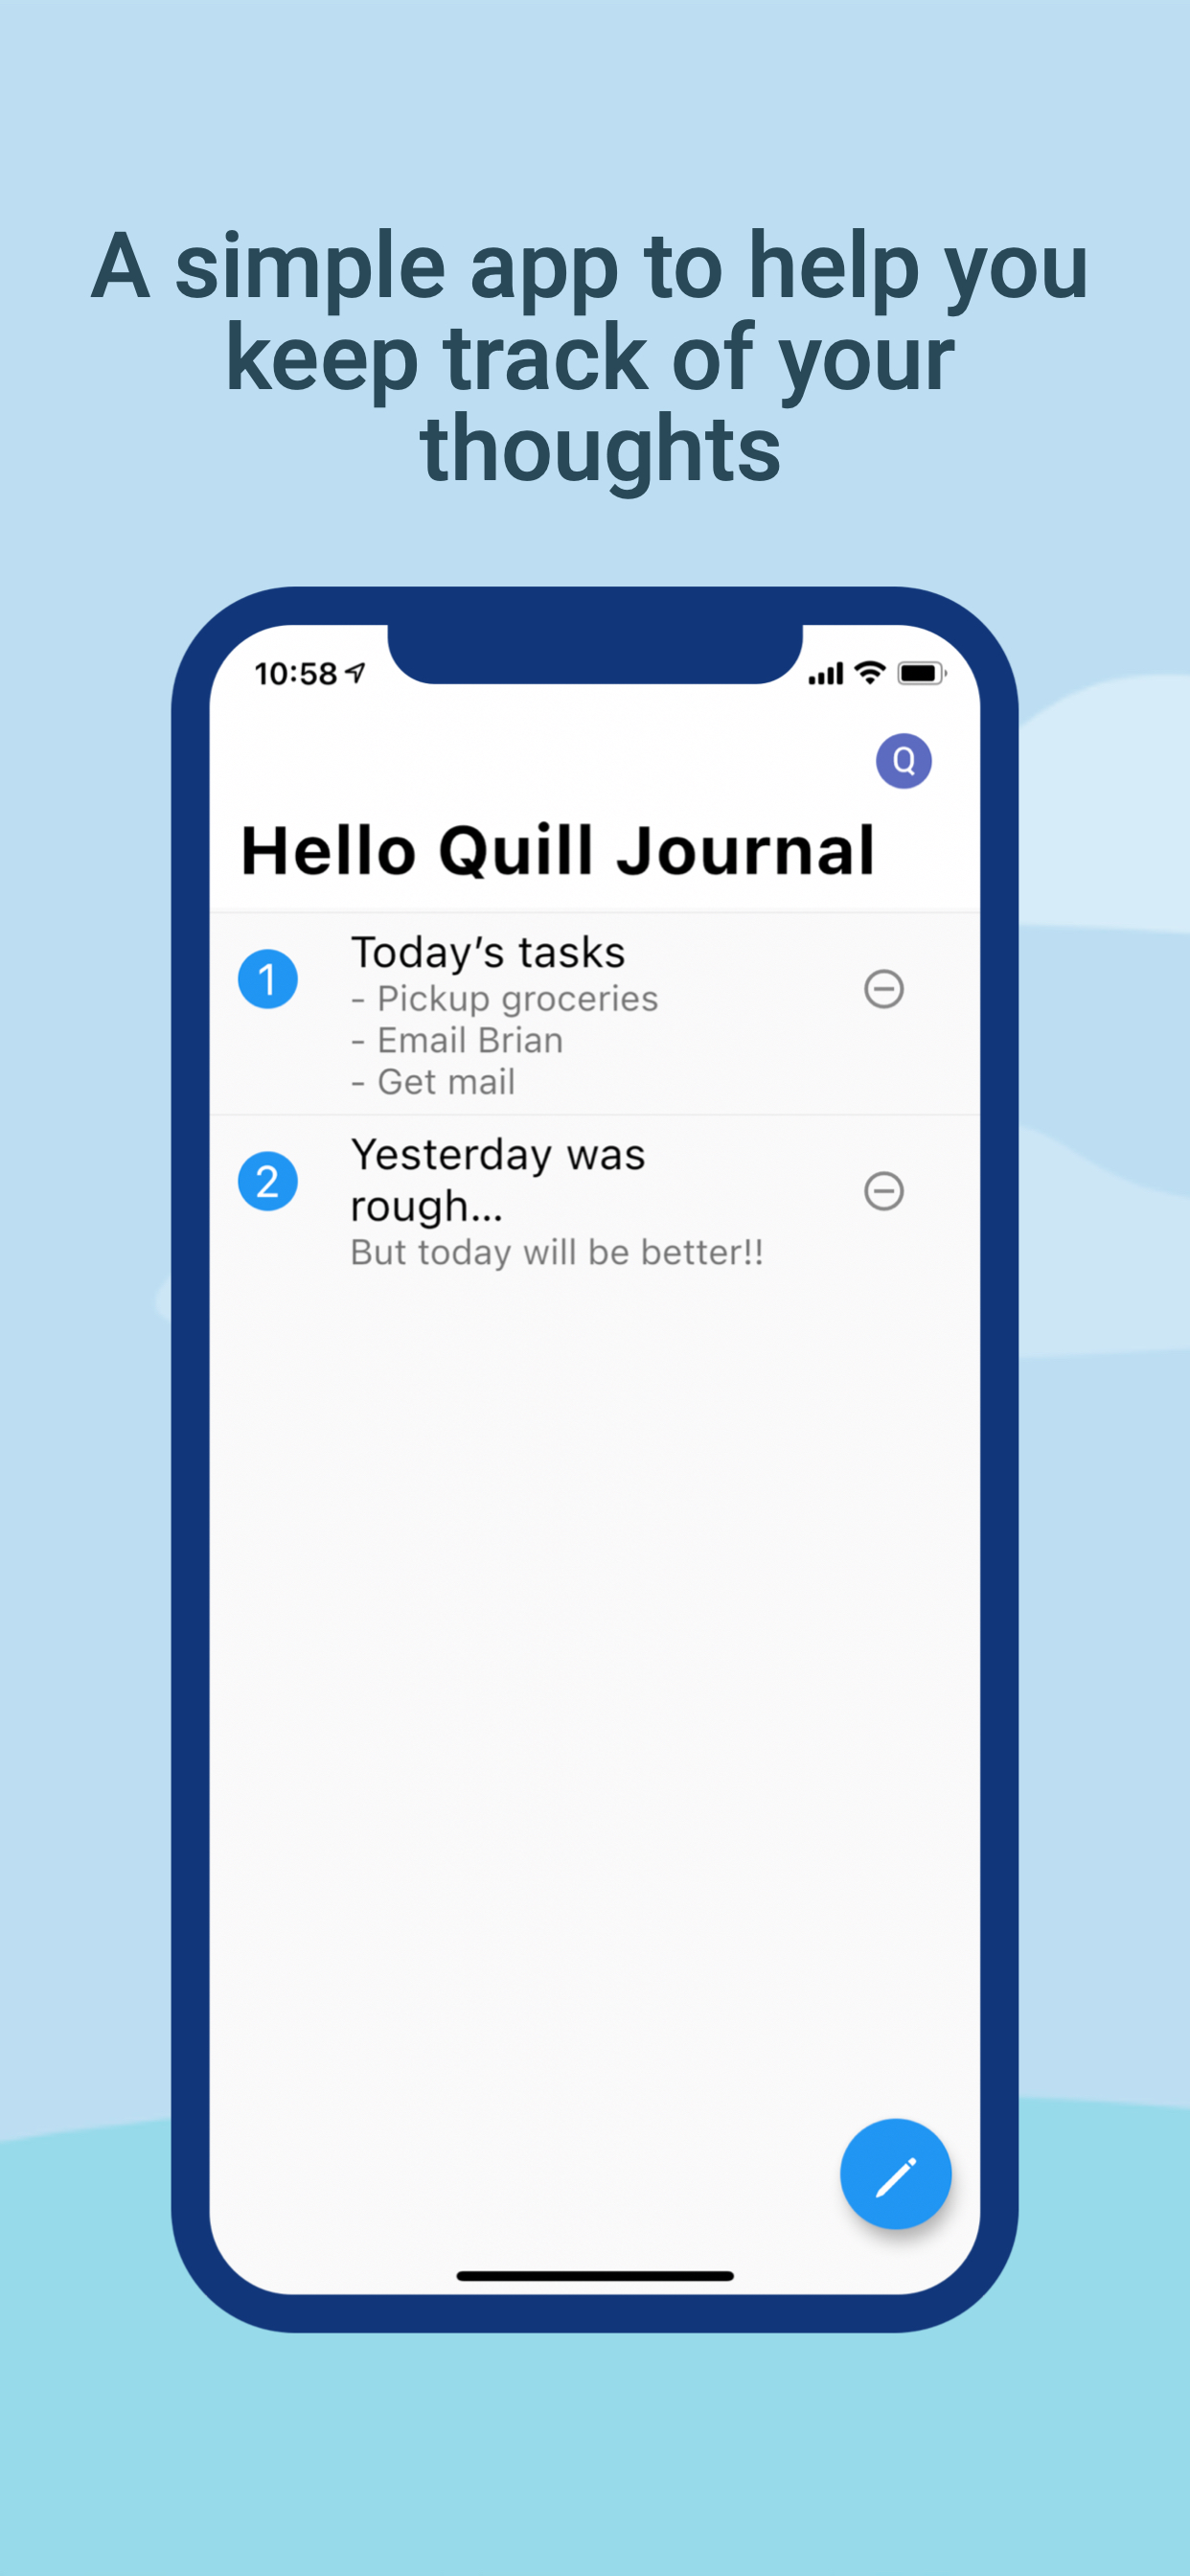 A simple app to help you
keep track of your
thoughts
10:58
Q
Hello Quill Journal
1
Today’s tasks
- Pickup groceries
- Email Brian
- Get mail
2
Yesterday was
rough...
But today will be better!!